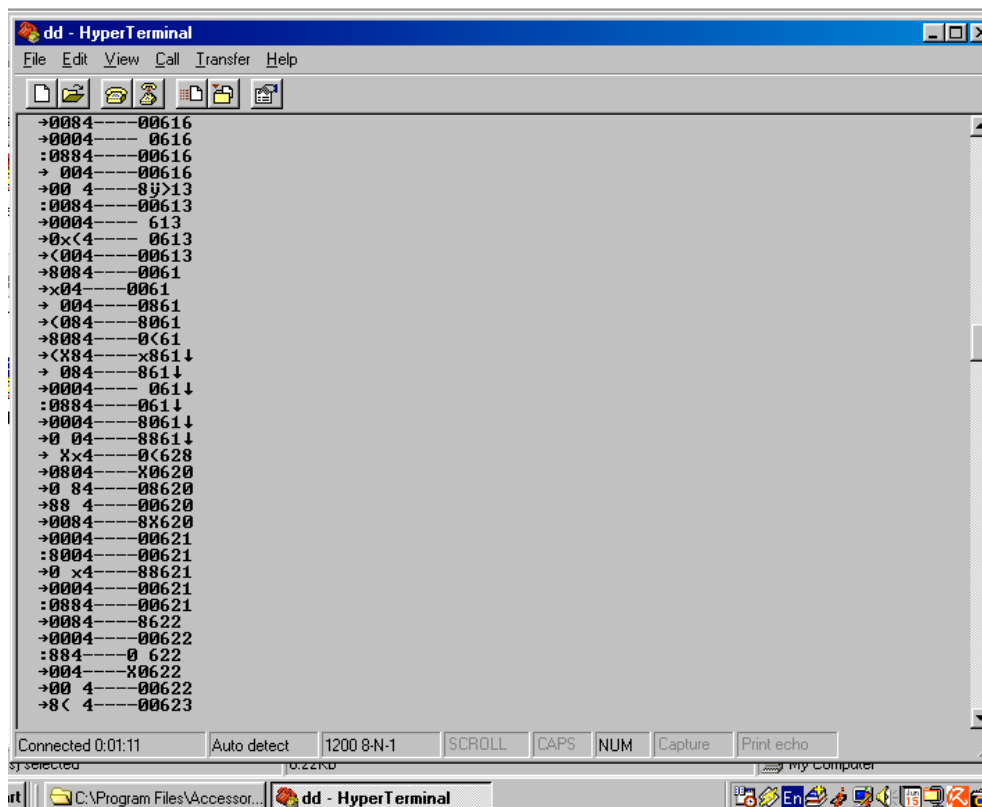 dd - HyperTerminal
File Edit View Call Transfer Help
→0084----00616
→0004---- 0616
:0884----00616
→ 004----00616
→00 4----8ÿ>13
:0084----00613
→0004---- 613
→0x<4---- 0613
→<004----00613
→8084----0061
→x04----0061
→ 004----0861
→<084----8061
→8084----0<61
→<X84----x861↓
→ 084----861↓
→0004---- 061↓
:0884----061↓
→0004----8061↓
→0 04----8861↓
→ Xx4----0<628
→0804----X0620
→0 84----08620
→88 4----00620
→0084----8X620
→0004----00621
:8004----00621
→0 x4----88621
→0004----00621
:0884----00621
→0084----8622
→0004----00622
:884----0 622
→004----X0622
→00 4----00622
→8< 4----00623
Connected 0:01:11 Auto detect 1200 8-N-1 SCROLL CAPS NUM Capture Print echo
My Computer
C:\Program Files\Accessor... dd - HyperTerminal En 15